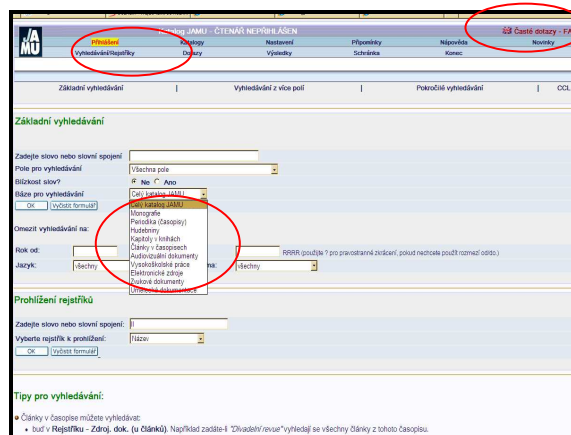 Katalog JAMU - ČTENÁŘ NEPŘIHLÁŠEN
Časté dotazy - FA
JA
MU
Přihlášení Katalogy Nastavení Připomínky Nápověda Novinky
Vyhledávání/Rejstříky Dotazy Výsledky Schránka Konec
Základní vyhledávání | Vyhledávání z více polí | Pokročilé vyhledávání | CCL
Základní vyhledávání
Zadejte slovo nebo slovní spojení
Pole pro vyhledávání Všechna pole
Blízkost slov? Ne Ano
Báze pro vyhledávání Celý katalog JAMU
OK Vyčistit formulář
Celý katalog JAMU
Monografie
Periodika (časopisy)
Hudebniny
Kapitoly v knihách
Články v časopisech
Audiovizuální dokumenty
Vysokoškolské práce
Elektronické zdroje
Zvukové dokumenty
Umělecká dokumentace
Omezit vyhledávání na:
Rok od: RRRR (použijte ? pro pravostranné zkrácení, pokud nechcete použít rozmezí od/do.)
Jazyk: všechny na: všechny
Prohlížení rejstříků
Zadejte slovo nebo slovní spojení:
Vyberte rejstřík k prohlížení: Název
OK Vyčistit formulář
Tipy pro vyhledávání:
Články v časopise můžete vyhledávat:
buď v Rejstříku - Zdroj. dok. (u článků). Například zadáte-li "Divadelní revue" vyhledají se všechny články z tohoto časopisu.